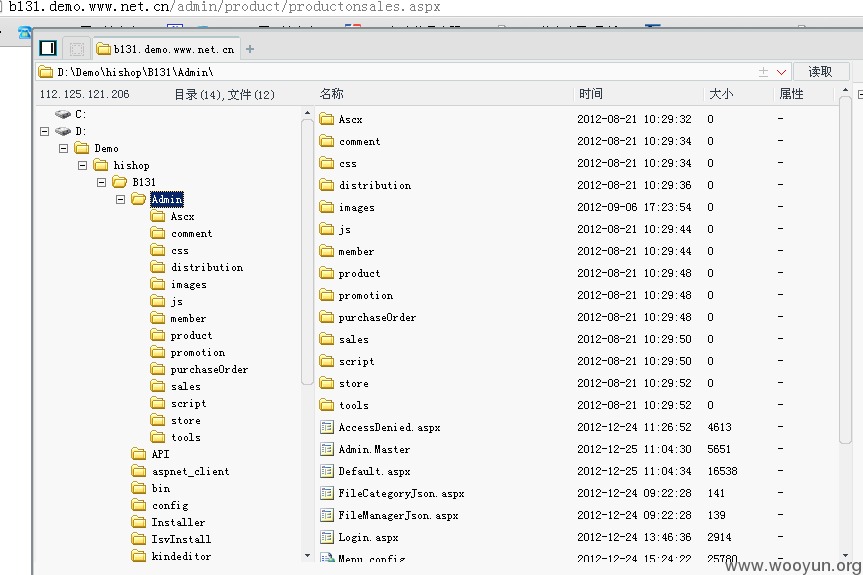 b131.demo.www.net.cn/admin/product/productonsales.aspx
b131.demo.www.net.cn
D:\Demo\hishop\B131\Admin\
读取
112.125.121.206 目录(14),文件(12) 名称 时间 大小 属性
C:
D:
Demo
hishop
B131
Admin
Ascx
comment
css
distribution
images
js
member
product
promotion
purchaseOrder
sales
script
store
tools
API
aspnet_client
bin
config
Installer
IsvInstall
kindeditor
Ascx 2012-08-21 10:29:32 0 -
comment 2012-08-21 10:29:34 0 -
css 2012-08-21 10:29:34 0 -
distribution 2012-08-21 10:29:36 0 -
images 2012-09-06 17:23:54 0 -
js 2012-08-21 10:29:44 0 -
member 2012-08-21 10:29:44 0 -
product 2012-08-21 10:29:48 0 -
promotion 2012-08-21 10:29:48 0 -
purchaseOrder 2012-08-21 10:29:48 0 -
sales 2012-08-21 10:29:50 0 -
script 2012-08-21 10:29:50 0 -
store 2012-08-21 10:29:52 0 -
tools 2012-08-21 10:29:52 0 -
AccessDenied.aspx 2012-12-24 11:26:52 4613 -
Admin.Master 2012-12-25 11:04:30 5651 -
Default.aspx 2012-12-25 11:04:34 16538 -
FileCategoryJson.aspx 2012-12-24 09:22:28 141 -
FileManagerJson.aspx 2012-12-24 09:22:28 139 -
Login.aspx 2012-12-24 13:46:36 2914 -
Menu.config 2012-12-24 15:24:22 25780 -
www.wooyun.org